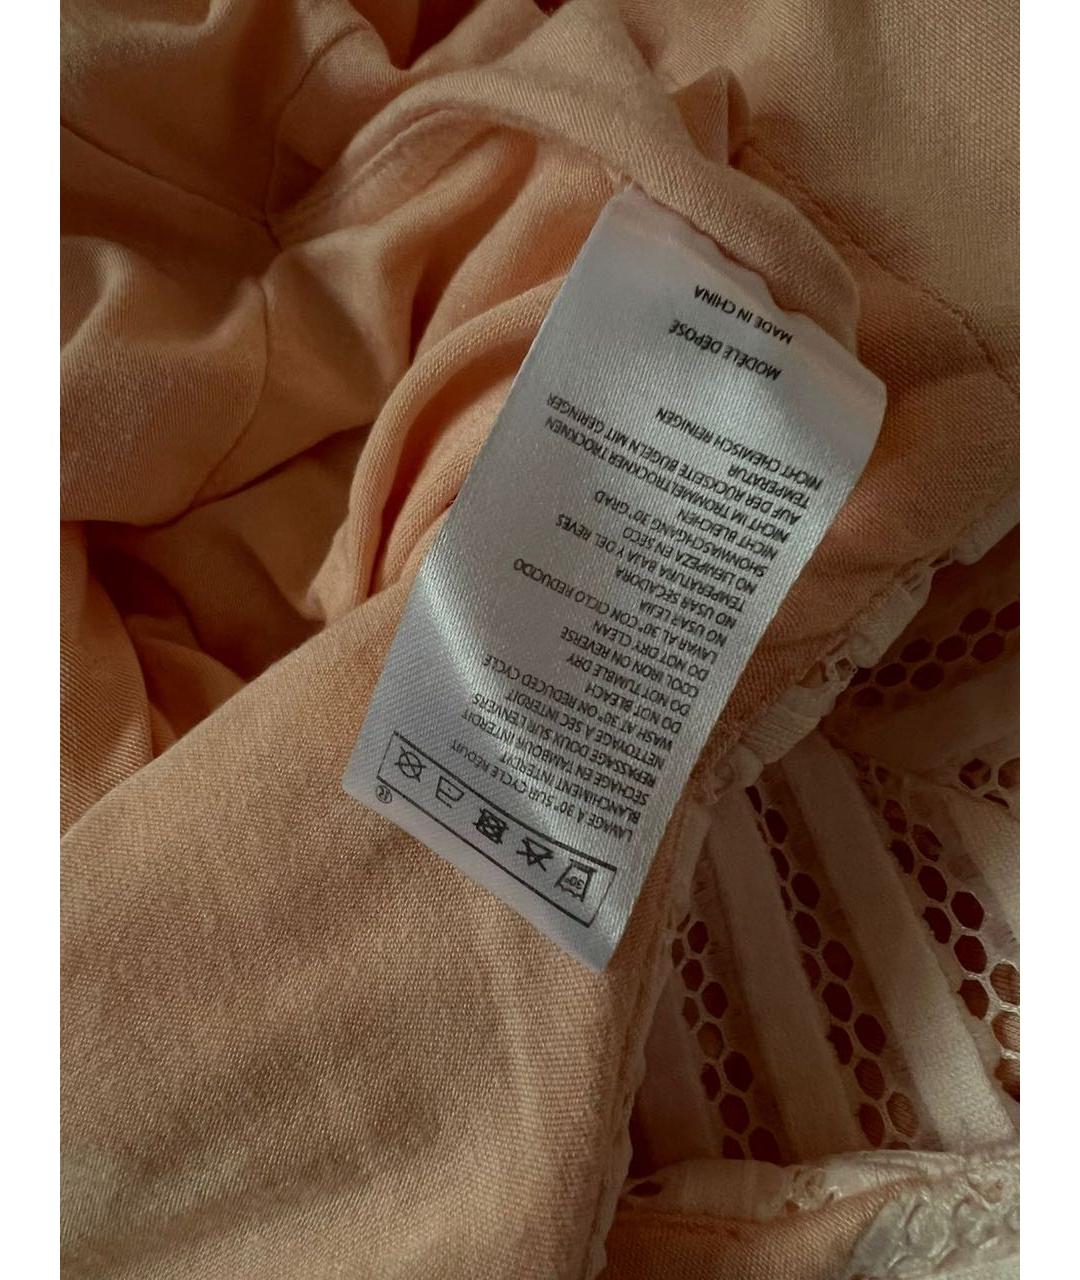 30°
LAVAGE A 30° SUR CYCLE REDUIT
BLANCHIMENT INTERDIT
SECHAGE EN TAMBOUR INTERDIT
REPASSAGE DOUX SUR L'ENVERS
NETTOYAGE A SEC INTERDIT
WASH AT 30° ON REDUCED CYCLE
DO NOT BLEACH
DO NOT TUMBLE DRY
COOL IRON ON REVERSE
DO NOT DRY CLEAN
LAVAR AL 30° CON CICLO REDUCIDO
NO USAR LEJIA
NO USAR SECADORA
TEMPERATURA BAJA Y DEL REVES
NO LIEMPEZA EN SECO
SHONWASCHGANG 30° GRAD
NICHT BLEICHEN
NICHT IM TROMMELTROCKNER TROCKNEN
AUF DER RÜCKSEITE BÜGELN MIT GERINGER
TEMPERATUR
NICHT CHEMISCH REINIGEN
MODÈLE DÉPOSÉ
MADE IN CHINA